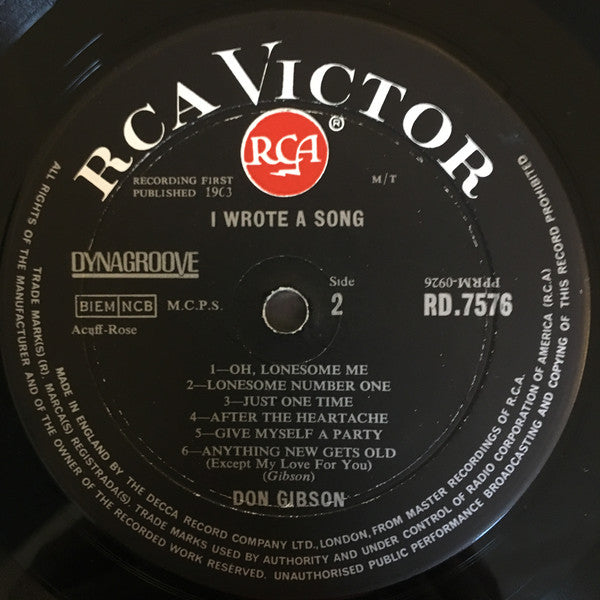 RCA VICTOR
RCA
®
RECORDING FIRST
PUBLISHED 1963
M/T
I WROTE A SONG
DYNAGROOVE
BIEM NCB
M.C.P.S.
Acuff-Rose
Side
2
PPRM-0926
RD.7576
1—OH, LONESOME ME
2—LONESOME NUMBER ONE
3—JUST ONE TIME
4—AFTER THE HEARTACHE
5—GIVE MYSELF A PARTY
6—ANYTHING NEW GETS OLD
(Except My Love For You)
(Gibson)
DON GIBSON
ALL RIGHTS OF THE MANUFACTURER AND OF THE OWNER OF THE RECORDED WORK RESERVED. UNAUTHORISED PUBLIC PERFORMANCE BROADCASTING AND COPYING OF THIS RECORD PROHIBITED
TRADE MARK(S)(R) MARCA(S) REGISTRADA(S). TRADE MARKS USED BY AUTHORITY AND UNDER CONTROL OF RADIO CORPORATION OF AMERICA (R.C.A)
MADE IN ENGLAND BY THE DECCA RECORD COMPANY LTD., LONDON, FROM MASTER RECORDINGS OF R.C.A.